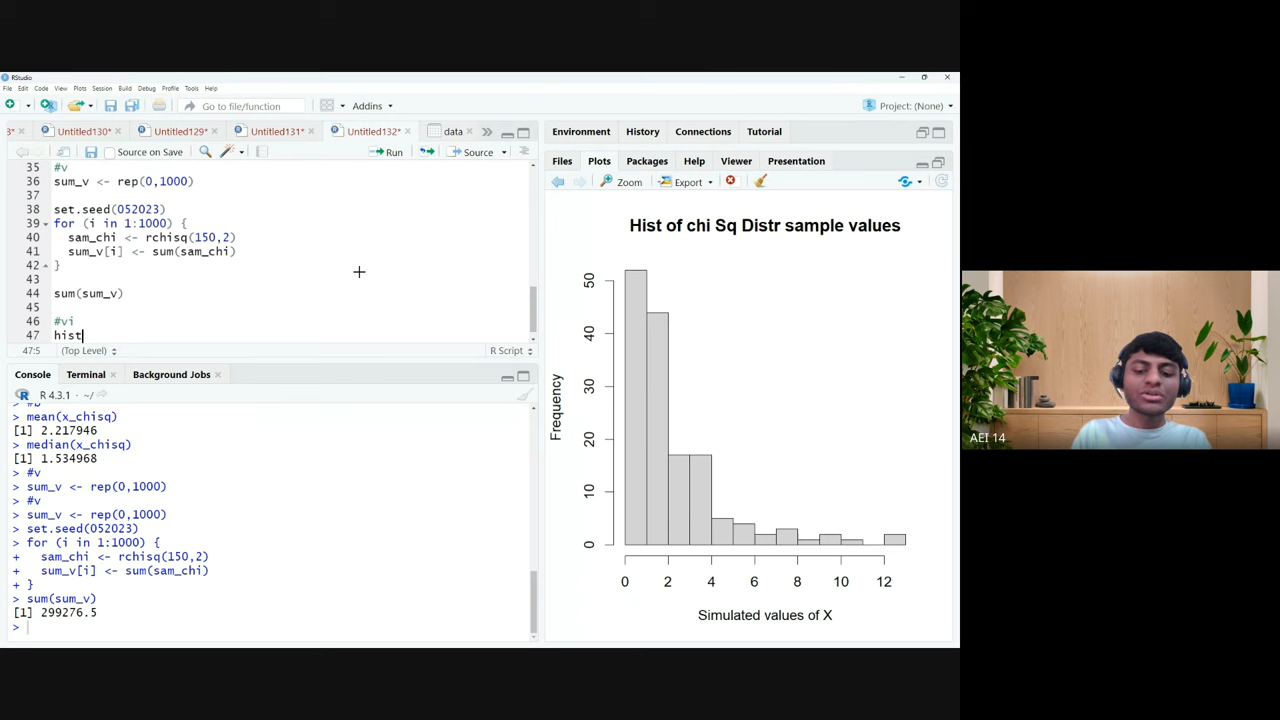 RStudio
File Edit Code View Plots Session Build Debug Profile Tools Help
Go to file/function Addins Project: (None)
3* Untitled130* Untitled129* Untitled131* Untitled132* data
Source on Save Run Source
35 #v
36 sum_v <- rep(0,1000)
37
38 set.seed(052023)
39 for (i in 1:1000) {
40 sam_chi <- rchisq(150,2)
41 sum_v[i] <- sum(sam_chi)
42 }
43
44 sum(sum_v)
45
46 #vi
47 hist
47:5 (Top Level) R Script
Console Terminal Background Jobs
R 4.3.1 · ~/
> mean(x_chisq)
[1] 2.217946
> median(x_chisq)
[1] 1.534968
> #v
> sum_v <- rep(0,1000)
> #v
> sum_v <- rep(0,1000)
> set.seed(052023)
> for (i in 1:1000) {
+ sam_chi <- rchisq(150,2)
+ sum_v[i] <- sum(sam_chi)
+ }
> sum(sum_v)
[1] 299276.5
>
Environment History Connections Tutorial
Files Plots Packages Help Viewer Presentation
Zoom Export
Hist of chi Sq Distr sample values
Frequency
50
40
30
20
10
0
0 2 4 6 8 10 12
Simulated values of X
AEI 14